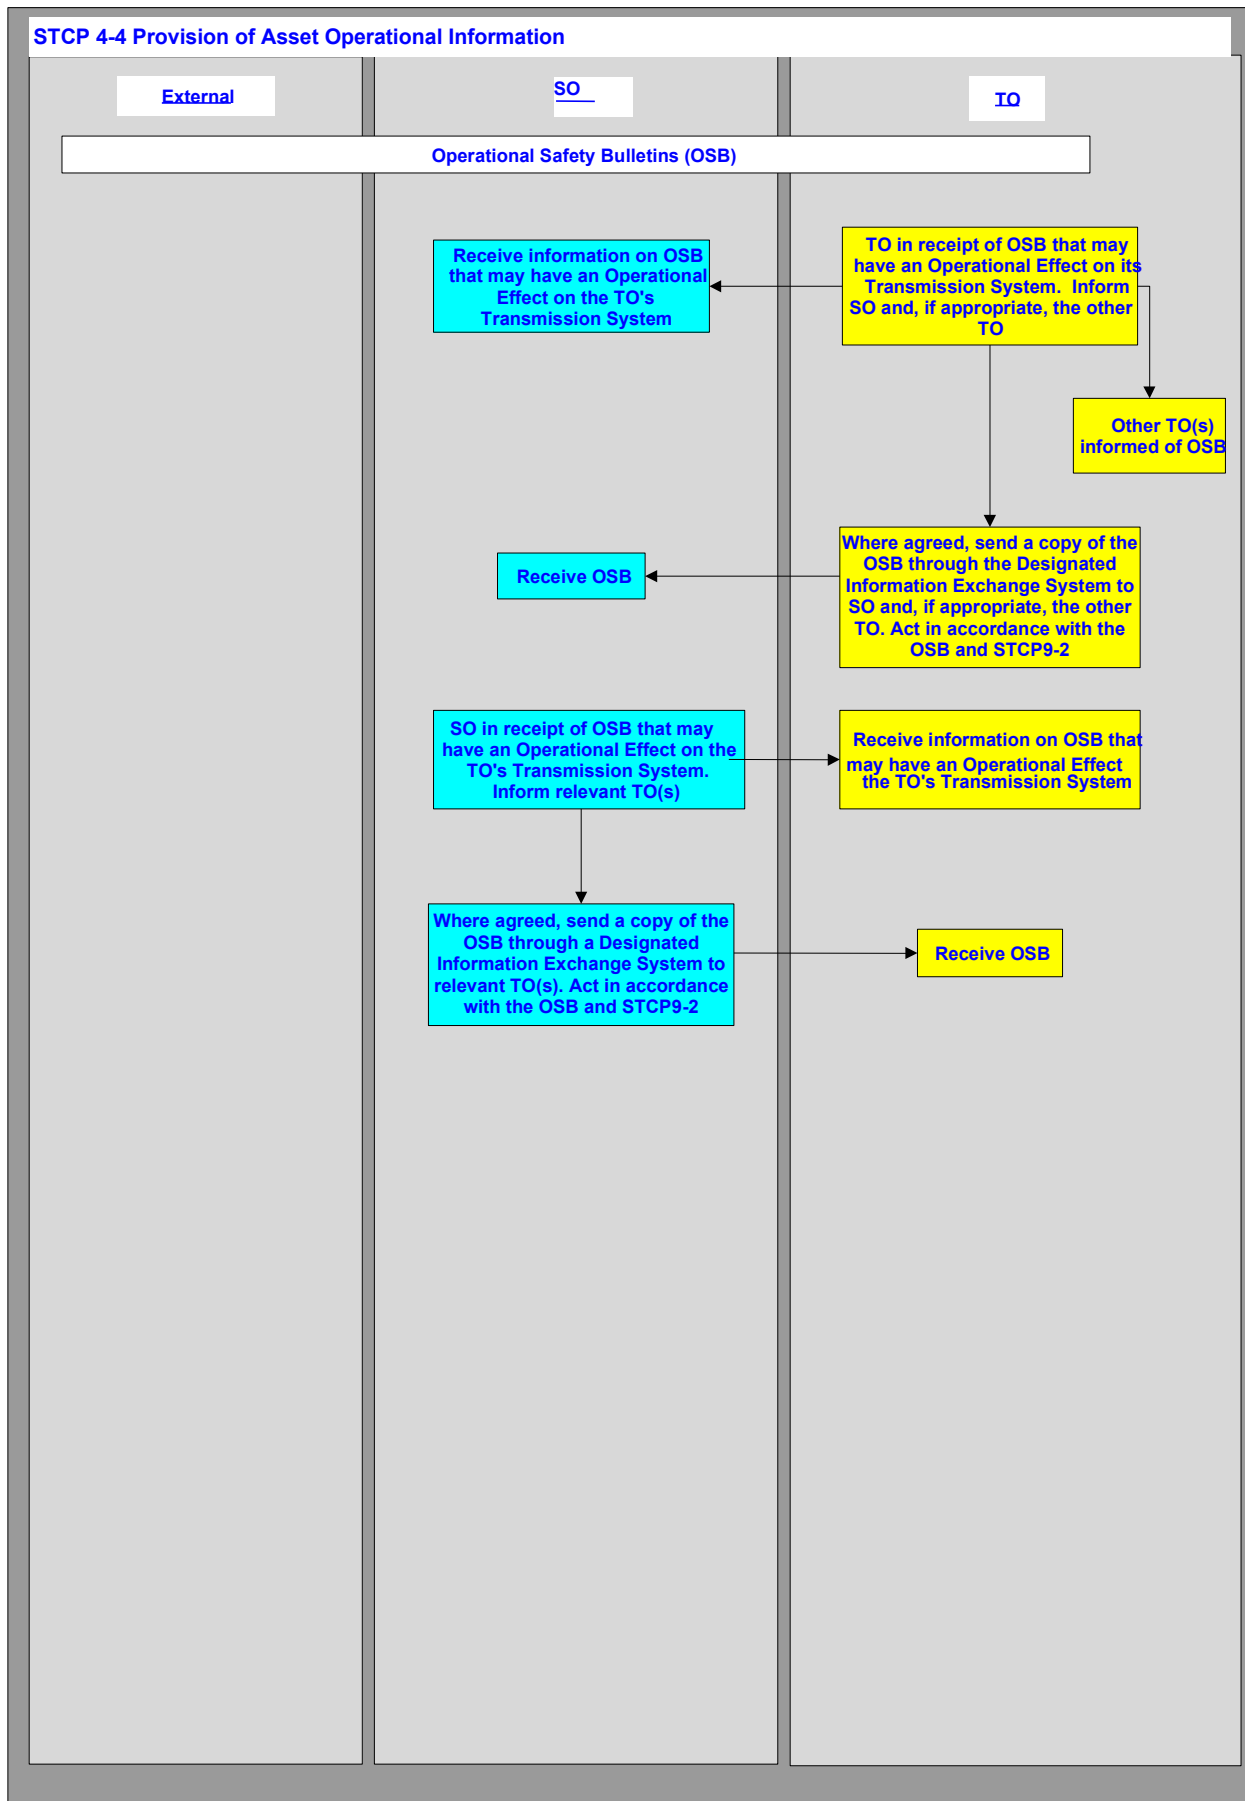 STCP 4-4 Provision of Asset Operational Information
External
SO
TO
Operational Safety Bulletins (OSB)
Receive information on OSB
that may have an Operational
Effect on the TO's
Transmission System
TO in receipt of OSB that may
have an Operational Effect on its
Transmission System.  Inform
SO and, if appropriate, the other
TO
Other TO(s)
informed of OSB
Where agreed, send a copy of the
OSB through the Designated
Information Exchange System to
SO and, if appropriate, the other
TO. Act in accordance with the
OSB and STCP9-2
Receive OSB
SO in receipt of OSB that may
have an Operational Effect on the
TO's Transmission System.
Inform relevant TO(s)
Receive information on OSB that
may have an Operational Effect
the TO's Transmission System
Where agreed, send a copy of the
OSB through a Designated
Information Exchange System to
relevant TO(s). Act in accordance
with the OSB and STCP9-2
Receive OSB